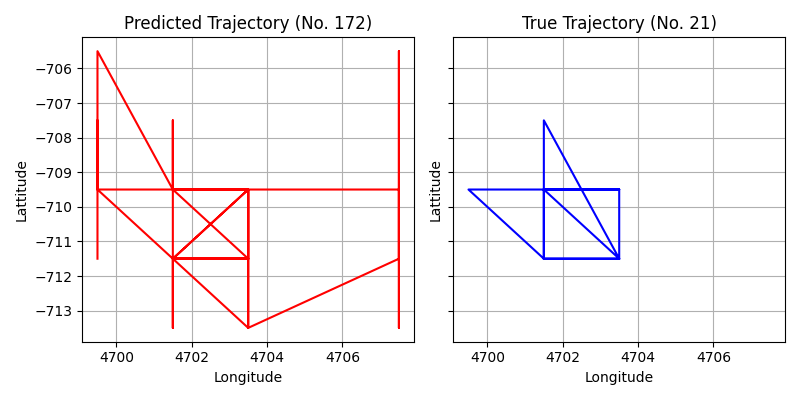 Predicted Trajectory (No. 172)
True Trajectory (No. 21)
Lattitude
−706
−707
−708
−709
−710
−711
−712
−713
4700
4702
4704
4706
Longitude
Lattitude
4700
4702
4704
4706
Longitude